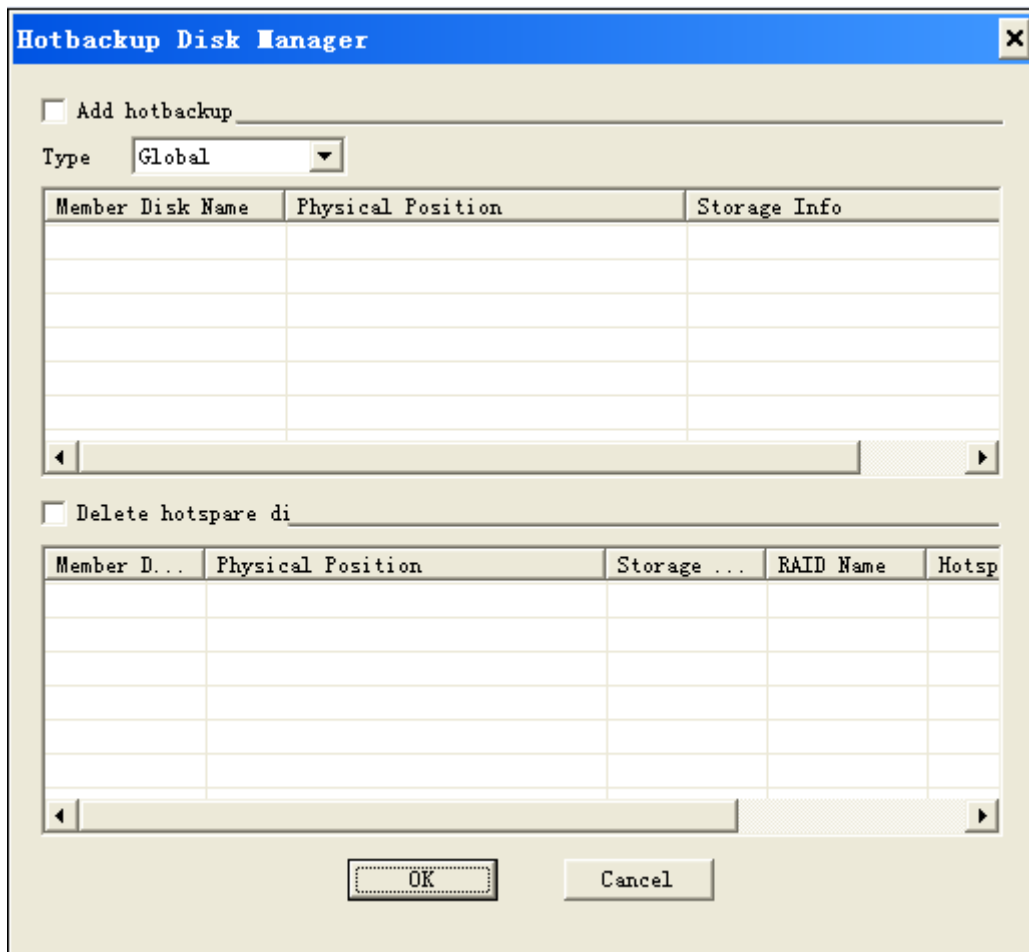 Hotbackup Disk Manager
Add hotbackup
Type Global
Member Disk Name Physical Position Storage Info
Delete hotspare di
Member D... Physical Position Storage ... RAID Name Hotsp
OK Cancel